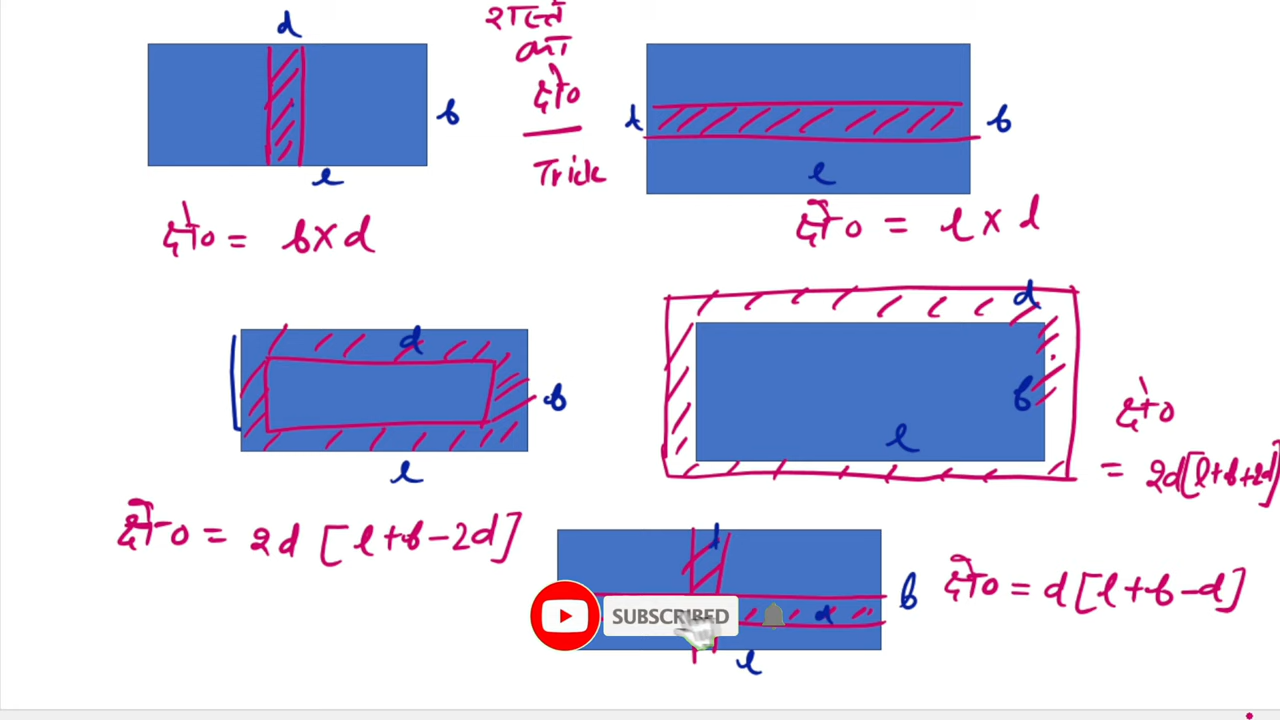 d
b
l
क्षे० = b×d
रास्ते
का
क्षे०
Trick
d
b
l
क्षे० = l × d
d
b
l
क्षे० = 2d [l+b-2d]
d
b
l
क्षे०
= 2d[l+b+2d]
d
d
b
l
क्षे० = d[l+b-d]
SUBSCRIBED